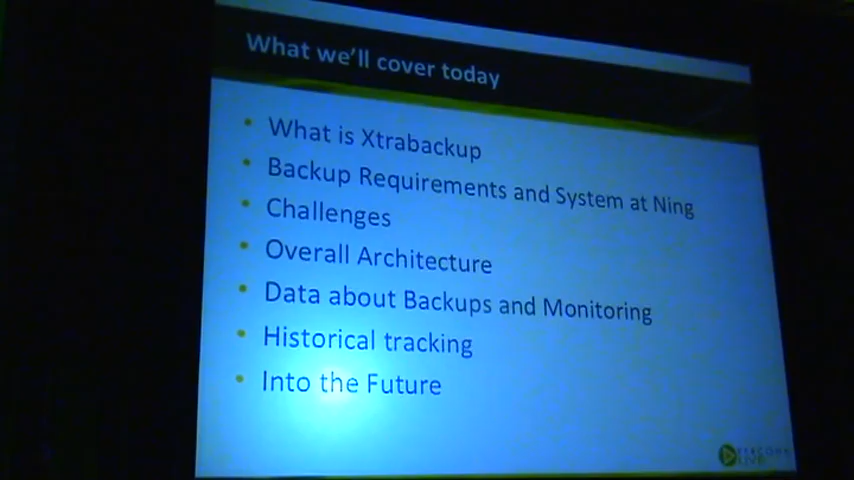 What we'll cover today
• What is Xtrabackup
• Backup Requirements and System at Ning
• Challenges
• Overall Architecture
• Data about Backups and Monitoring
• Historical tracking
• Into the Future
LIVE